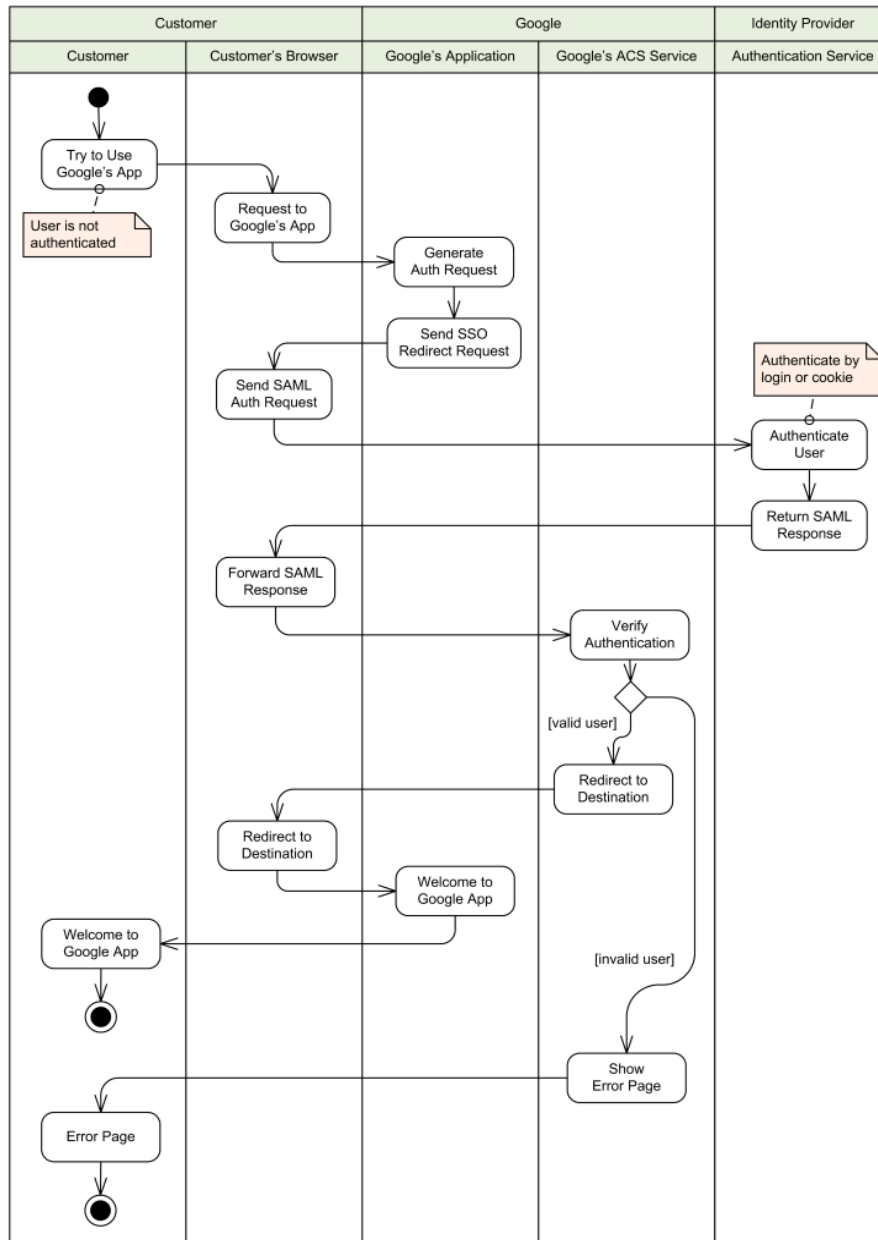 Customer
Google
Identity Provider
Customer
Customer's Browser
Google's Application
Google's ACS Service
Authentication Service
Try to Use
Google's App
User is not
authenticated
Request to
Google's App
Generate
Auth Request
Send SSO
Redirect Request
Send SAML
Auth Request
Authenticate by
login or cookie
Authenticate
User
Return SAML
Response
Forward SAML
Response
Verify
Authentication
[valid user]
Redirect to
Destination
Redirect to
Destination
Welcome to
Google App
Welcome to
Google App
[invalid user]
Show
Error Page
Error Page